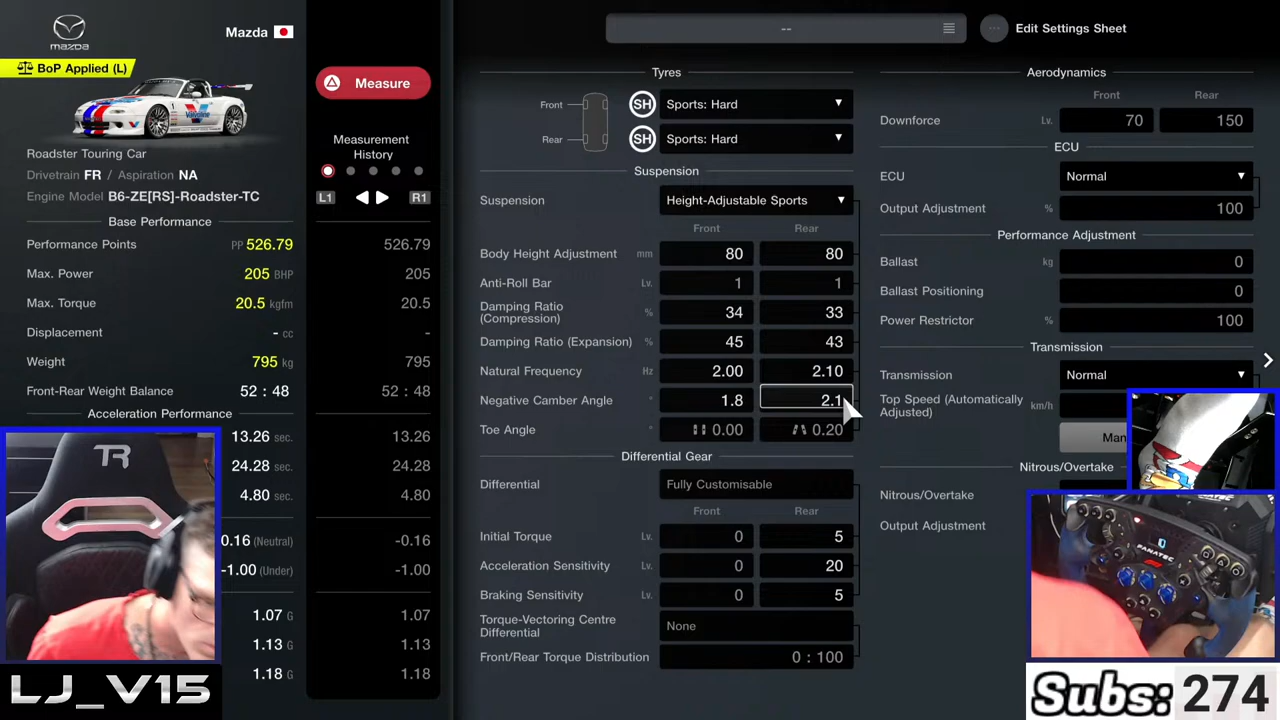 mazda
Mazda
BoP Applied (L)
Valvoline
Roadster Touring Car
Drivetrain FR / Aspiration NA
Engine Model B6-ZE[RS]-Roadster-TC
Base Performance
Performance Points PP 526.79
Max. Power 205 BHP
Max. Torque 20.5 kgfm
Displacement - cc
Weight 795 kg
Front-Rear Weight Balance 52 : 48
Acceleration Performance
13.26 sec.
24.28 sec.
4.80 sec.
0.16 (Neutral)
-1.00 (Under)
1.07 G
1.13 G
1.18 G
TR
LJ_V15
Measure
Measurement
History
L1 R1
526.79
205
20.5
-
795
52 : 48
13.26
24.28
4.80
-0.16
-1.00
1.07
1.13
1.18
--
Edit Settings Sheet
Tyres
Front SH Sports: Hard
Rear SH Sports: Hard
Suspension
Suspension Height-Adjustable Sports
Front Rear
Body Height Adjustment mm 80 80
Anti-Roll Bar Lv. 1 1
Damping Ratio
(Compression) % 34 33
Damping Ratio (Expansion) % 45 43
Natural Frequency Hz 2.00 2.10
Negative Camber Angle ° 1.8 2.1
Toe Angle ° 0.00 0.20
Differential Gear
Differential Fully Customisable
Front Rear
Initial Torque Lv. 0 5
Acceleration Sensitivity Lv. 0 20
Braking Sensitivity Lv. 0 5
Torque-Vectoring Centre
Differential None
Front/Rear Torque Distribution 0 : 100
Aerodynamics
Front Rear
Downforce Lv. 70 150
ECU
ECU Normal
Output Adjustment % 100
Performance Adjustment
Ballast kg 0
Ballast Positioning 0
Power Restrictor % 100
Transmission
Transmission Normal
Top Speed (Automatically
Adjusted) km/h
Man
Nitrous/Overtake
Nitrous/Overtake
Output Adjustment
FANATEC
Subs: 274